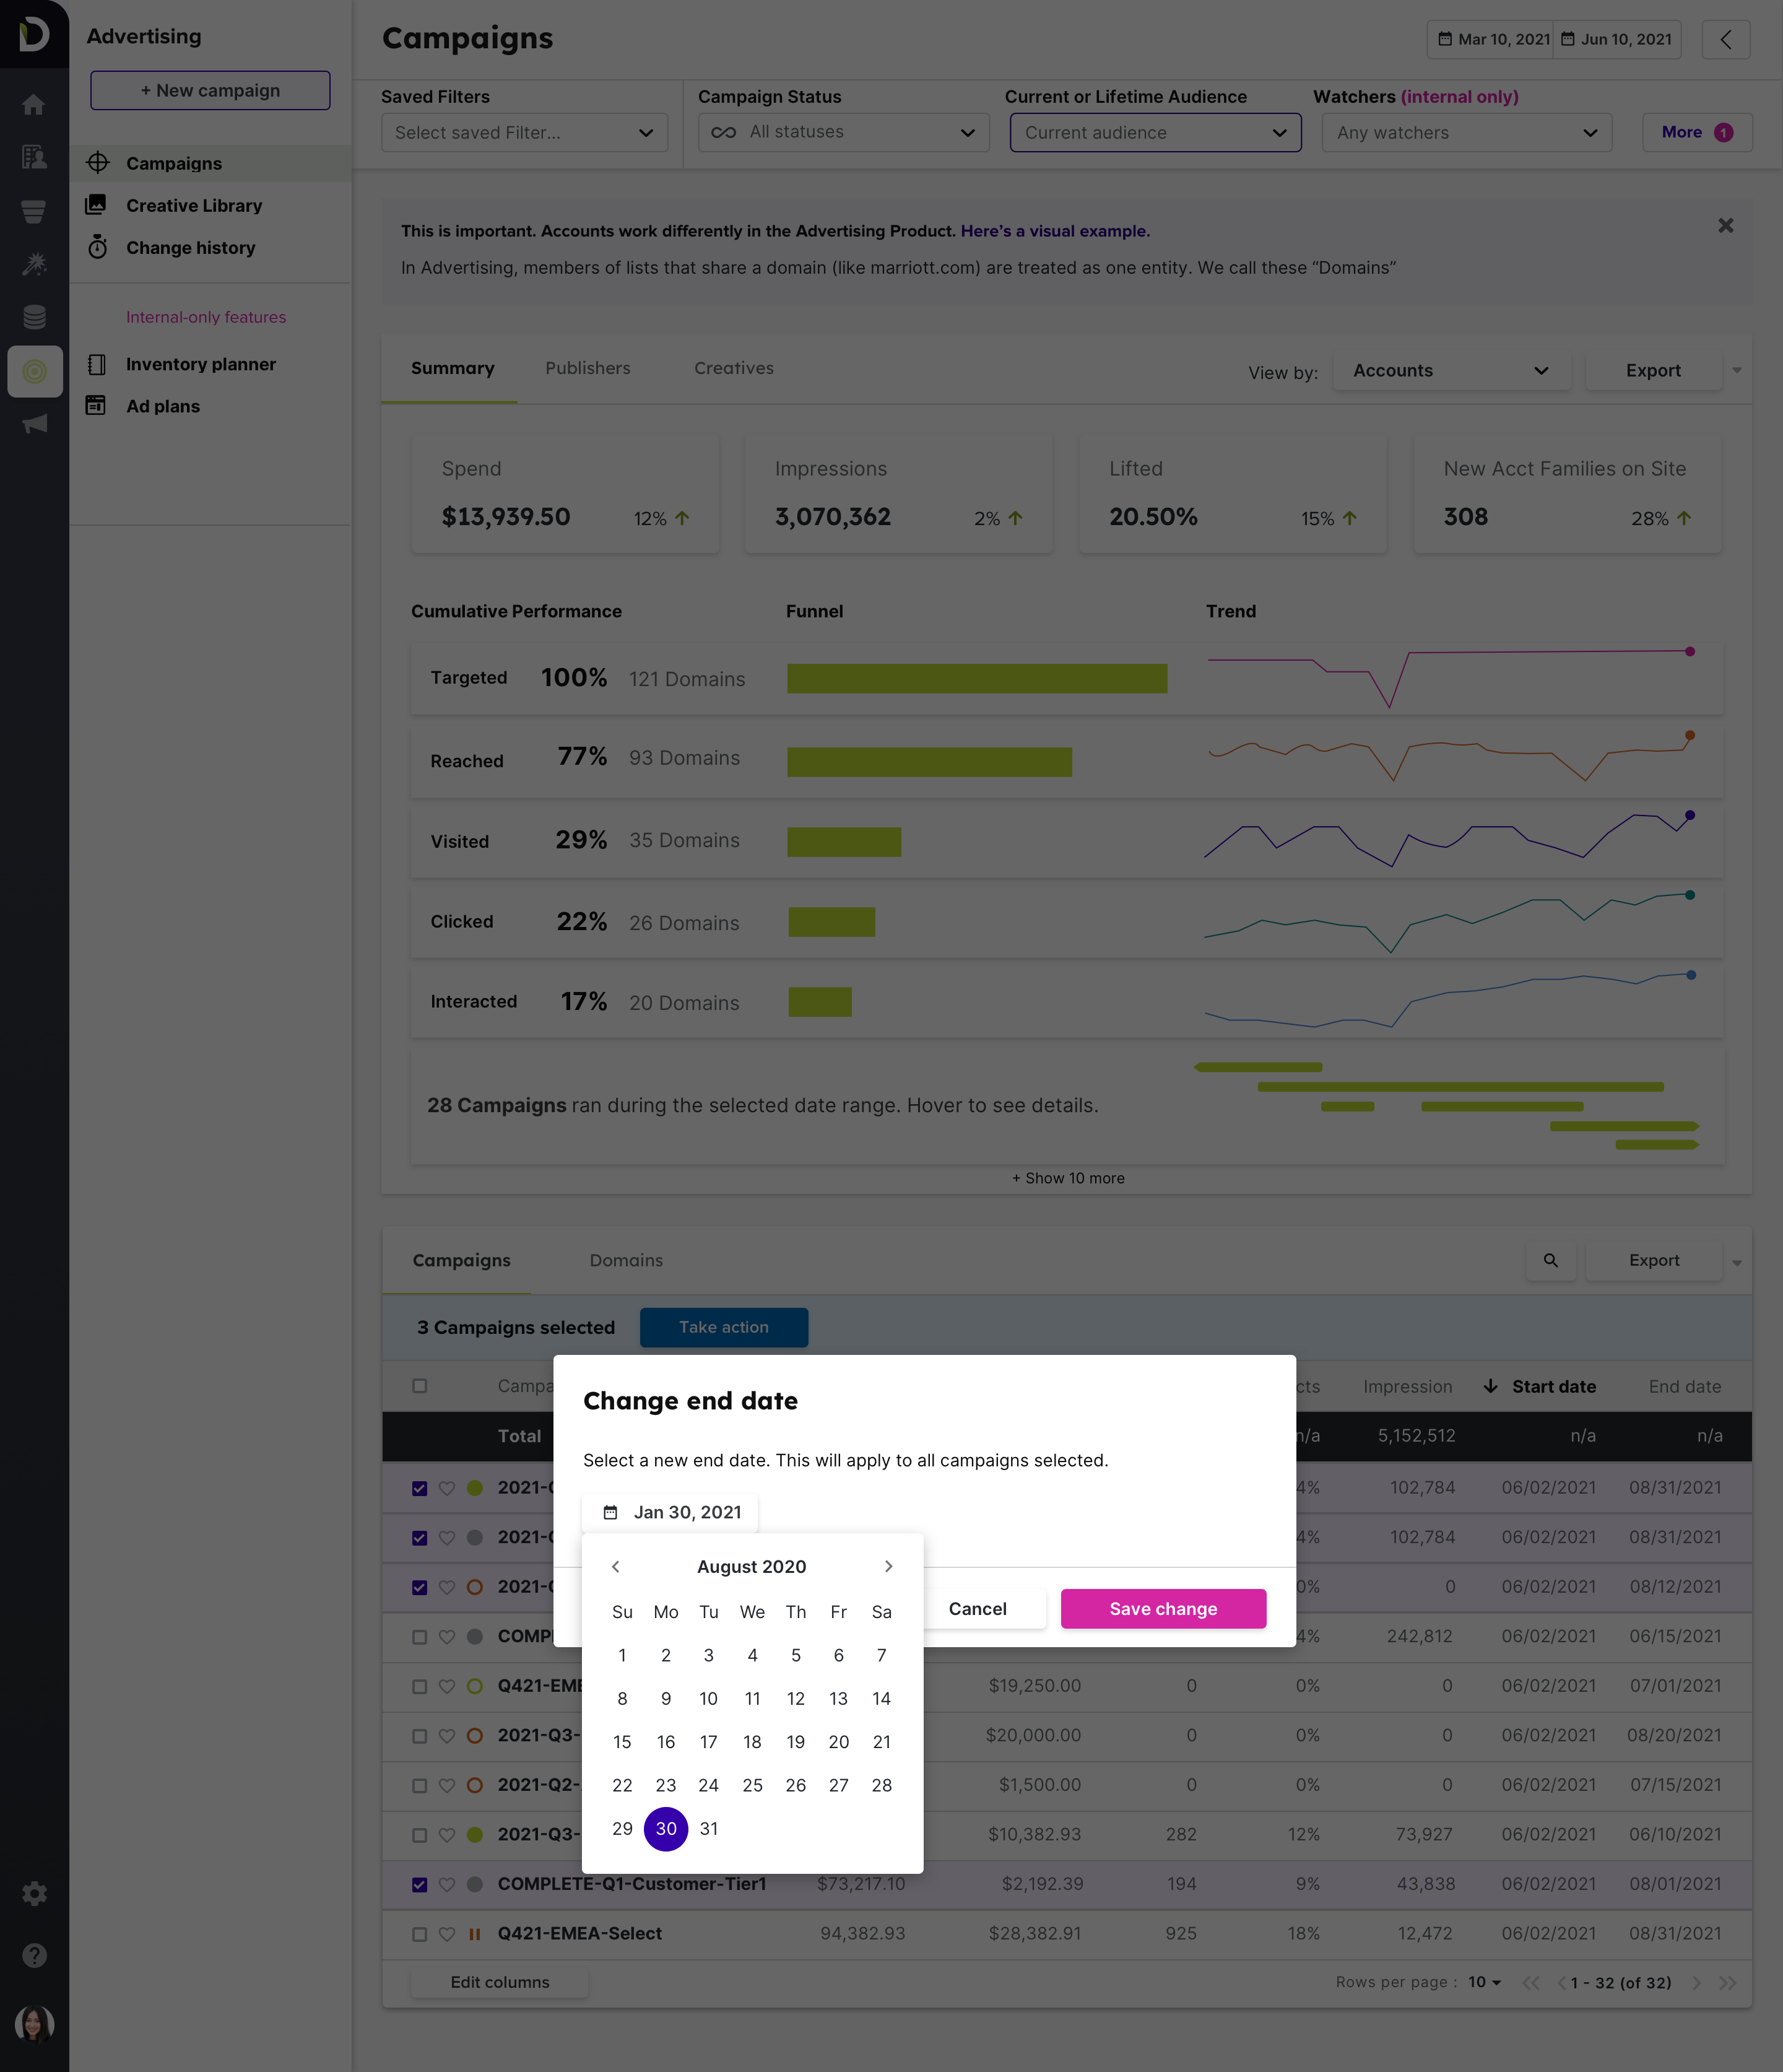 Advertising
+ New campaign
Campaigns
Creative Library
Change history
Internal-only features
Inventory planner
Ad plans
Campaigns
Mar 10, 2021
Jun 10, 2021
Saved Filters
Select saved Filter...
Campaign Status
All statuses
Current or Lifetime Audience
Current audience
Watchers (internal only)
Any watchers
More 1
This is important. Accounts work differently in the Advertising Product. Here's a visual example.
In Advertising, members of lists that share a domain (like marriott.com) are treated as one entity. We call these “Domains”
Summary Publishers Creatives
View by: Accounts
Export
Spend
$13,939.50 12%
Impressions
3,070,362 2%
Lifted
20.50% 15%
New Acct Families on Site
308 28%
Cumulative Performance Funnel Trend
Targeted 100% 121 Domains
Reached 77% 93 Domains
Visited 29% 35 Domains
Clicked 22% 26 Domains
Interacted 17% 20 Domains
28 Campaigns ran during the selected date range. Hover to see details.
+ Show 10 more
Campaigns Domains
Export
3 Campaigns selected
Take action
Impression Start date End date
Total n/a 5,152,512 n/a n/a
4% 102,784 06/02/2021 08/31/2021
4% 102,784 06/02/2021 08/31/2021
0% 0 06/02/2021 08/12/2021
4% 242,812 06/02/2021 06/15/2021
$19,250.00 0 0% 0 06/02/2021 07/01/2021
2021-Q3- $20,000.00 0 0% 0 06/02/2021 08/20/2021
2021-Q2- $1,500.00 0 0% 0 06/02/2021 07/15/2021
2021-Q3- $10,382.93 282 12% 73,927 06/02/2021 06/10/2021
COMPLETE-Q1-Customer-Tier1 $73,217.10 $2,192.39 194 9% 43,838 06/02/2021 08/01/2021
Q421-EMEA-Select 94,382.93 $28,382.91 925 18% 12,472 06/02/2021 08/31/2021
Edit columns
Rows per page : 10
1 - 32 (of 32)
Change end date
Select a new end date. This will apply to all campaigns selected.
Jan 30, 2021
August 2020
Su Mo Tu We Th Fr Sa
1 2 3 4 5 6 7
8 9 10 11 12 13 14
15 16 17 18 19 20 21
22 23 24 25 26 27 28
29 30 31
Cancel
Save change